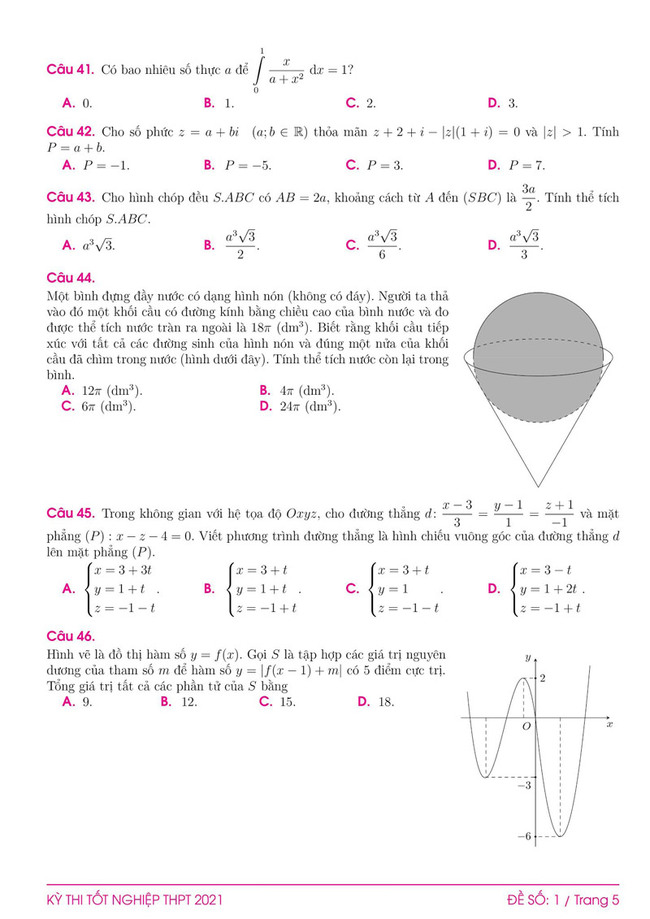 Câu 41. Có bao nhiêu số thực a để ∫₀¹ x/(a + x²) dx = 1?
A. 0. B. 1. C. 2. D. 3.
Câu 42. Cho số phức z = a + bi (a; b ∈ ℝ) thỏa mãn z + 2 + i − |z|(1 + i) = 0 và |z| > 1. Tính
P = a + b.
A. P = −1. B. P = −5. C. P = 3. D. P = 7.
Câu 43. Cho hình chóp đều S.ABC có AB = 2a, khoảng cách từ A đến (SBC) là 3a/2. Tính thể tích
hình chóp S.ABC.
A. a³√3. B. a³√3/2. C. a³√3/6. D. a³√3/3.
Câu 44.
Một bình đựng đầy nước có dạng hình nón (không có đáy). Người ta thả
vào đó một khối cầu có đường kính bằng chiều cao của bình nước và đo
được thể tích nước tràn ra ngoài là 18π (dm³). Biết rằng khối cầu tiếp
xúc với tất cả các đường sinh của hình nón và đúng một nửa của khối
cầu đã chìm trong nước (hình dưới đây). Tính thể tích nước còn lại trong
bình.
A. 12π (dm³). B. 4π (dm³).
C. 6π (dm³). D. 24π (dm³).
Câu 45. Trong không gian với hệ tọa độ Oxyz, cho đường thẳng d: (x − 3)/3 = (y − 1)/1 = (z + 1)/−1 và mặt
phẳng (P) : x − z − 4 = 0. Viết phương trình đường thẳng là hình chiếu vuông góc của đường thẳng d
lên mặt phẳng (P).
x = 3 + 3t x = 3 + t x = 3 + t x = 3 − t
A. y = 1 + t . B. y = 1 + t . C. y = 1 . D. y = 1 + 2t .
z = −1 − t z = −1 + t z = −1 − t z = −1 + t
Câu 46.
Hình vẽ là đồ thị hàm số y = f(x). Gọi S là tập hợp các giá trị nguyên
dương của tham số m để hàm số y = |f(x − 1) + m| có 5 điểm cực trị.
Tổng giá trị tất cả các phần tử của S bằng
A. 9. B. 12. C. 15. D. 18.
y
2
O
x
−3
−6
KỲ THI TỐT NGHIỆP THPT 2021 ĐỀ SỐ: 1 / Trang 5